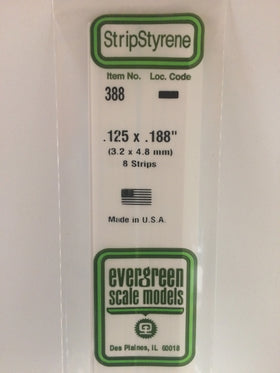 StripStyrene
Item No. Loc. Code
388
.125 x .188"
(3.2 x 4.8 mm)
8 Strips
Made in U.S.A.
evergreen
scale models
Des Plaines, IL 60018